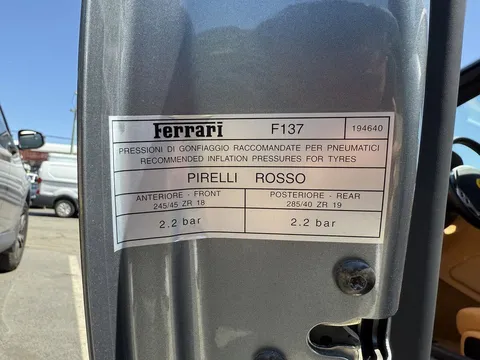 Ferrari F137 194640
PRESSIONI DI GONFIAGGIO RACCOMANDATE PER PNEUMATICI
RECOMMENDED INFLATION PRESSURES FOR TYRES
PIRELLI ROSSO
ANTERIORE - FRONT POSTERIORE - REAR
245/45 ZR 18 285/40 ZR 19
2.2 bar 2.2 bar